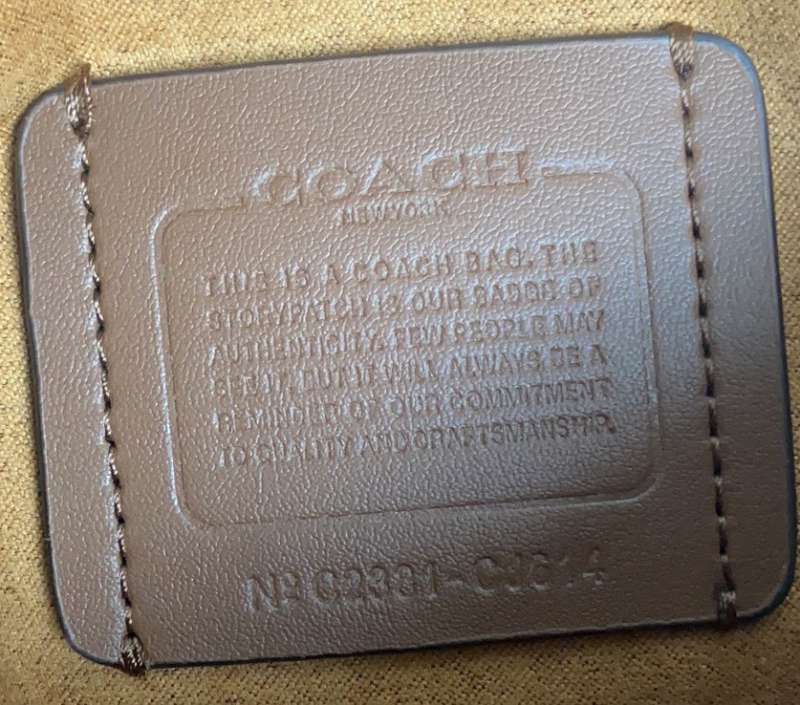 COACH
NEW YORK
THIS IS A COACH BAG. THE
STORYPATCH IS OUR BADGE OF
AUTHENTICITY. FEW PEOPLE MAY
SEE IT, BUT IT WILL ALWAYS BE A
REMINDER OF OUR COMMITMENT
TO QUALITY AND CRAFTSMANSHIP.
Nº C2331-CJ614